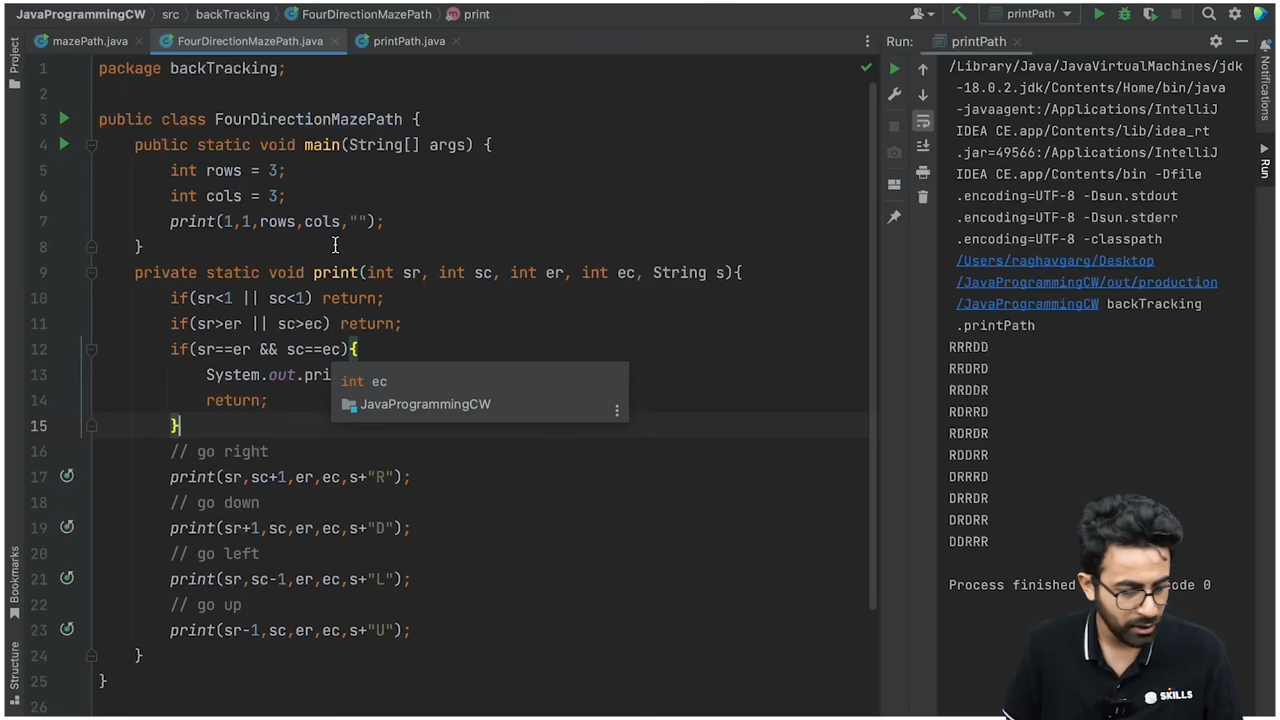 JavaProgrammingCW
src
backTracking
FourDirectionMazePath
print
printPath
mazePath.java
FourDirectionMazePath.java
printPath.java
Run:
printPath
Project
Bookmarks
Structure
Notifications
Run
1 package backTracking;
2
3 public class FourDirectionMazePath {
4 public static void main(String[] args) {
5 int rows = 3;
6 int cols = 3;
7 print(1,1,rows,cols,"");
8 }
9 private static void print(int sr, int sc, int er, int ec, String s){
10 if(sr<1 || sc<1) return;
11 if(sr>er || sc>ec) return;
12 if(sr==er && sc==ec){
13 System.out.pri
14 return;
15 }
16 // go right
17 print(sr,sc+1,er,ec,s+"R");
18 // go down
19 print(sr+1,sc,er,ec,s+"D");
20 // go left
21 print(sr,sc-1,er,ec,s+"L");
22 // go up
23 print(sr-1,sc,er,ec,s+"U");
24 }
25 }
26
int ec
JavaProgrammingCW
/Library/Java/JavaVirtualMachines/jdk
-18.0.2.jdk/Contents/Home/bin/java
-javaagent:/Applications/IntelliJ
IDEA CE.app/Contents/lib/idea_rt
.jar=49566:/Applications/IntelliJ
IDEA CE.app/Contents/bin -Dfile
.encoding=UTF-8 -Dsun.stdout
.encoding=UTF-8 -Dsun.stderr
.encoding=UTF-8 -classpath
/Users/raghavgarg/Desktop
/JavaProgrammingCW/out/production
/JavaProgrammingCW backTracking
.printPath
RRRDD
RRDRD
RRDDR
RDRRD
RDRDR
RDDRR
DRRRD
DRRDR
DRDRR
DDRRR
Process finished ode 0
SKILLS